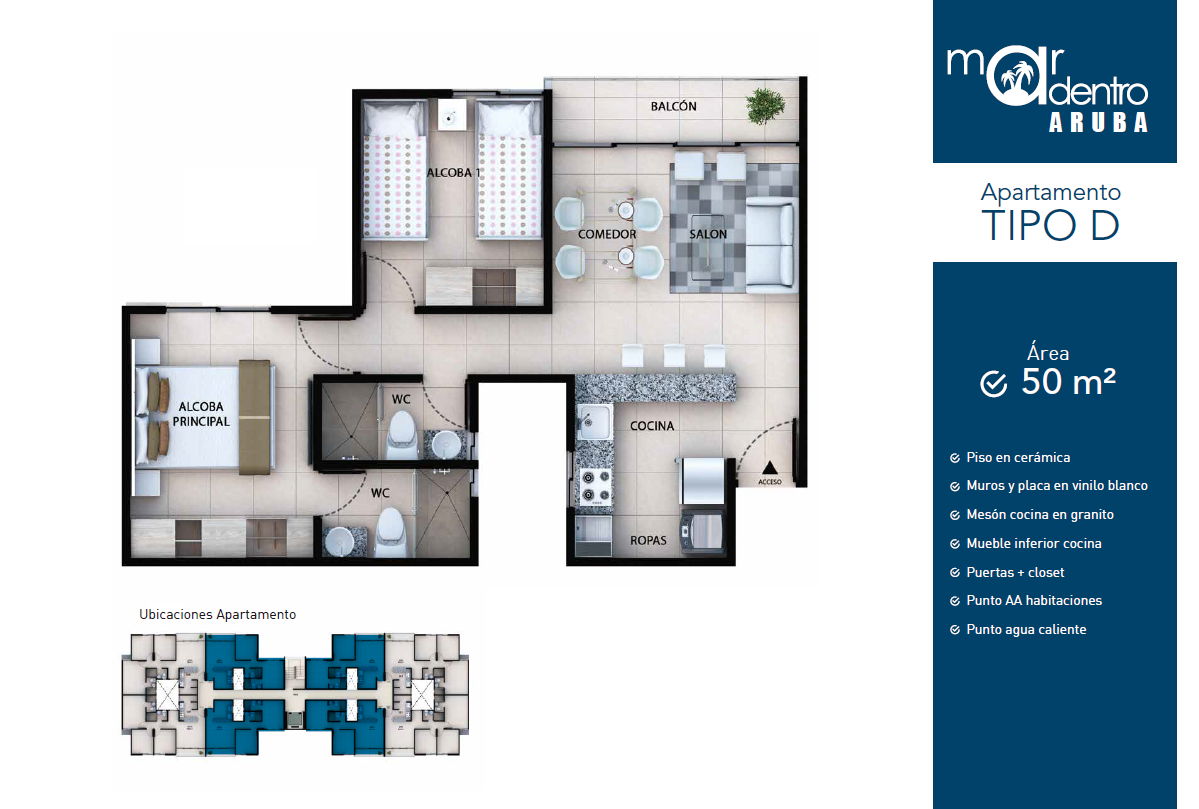 BALCÓN
ALCOBA 1
COMEDOR
SALON
ALCOBA
PRINCIPAL
WC
WC
COCINA
ACCESO
ROPAS
Ubicaciones Apartamento
mar
adentro
ARUBA
Apartamento
TIPO D
Área
50 m²
Piso en cerámica
Muros y placa en vinilo blanco
Mesón cocina en granito
Mueble inferior cocina
Puertas + closet
Punto AA habitaciones
Punto agua caliente